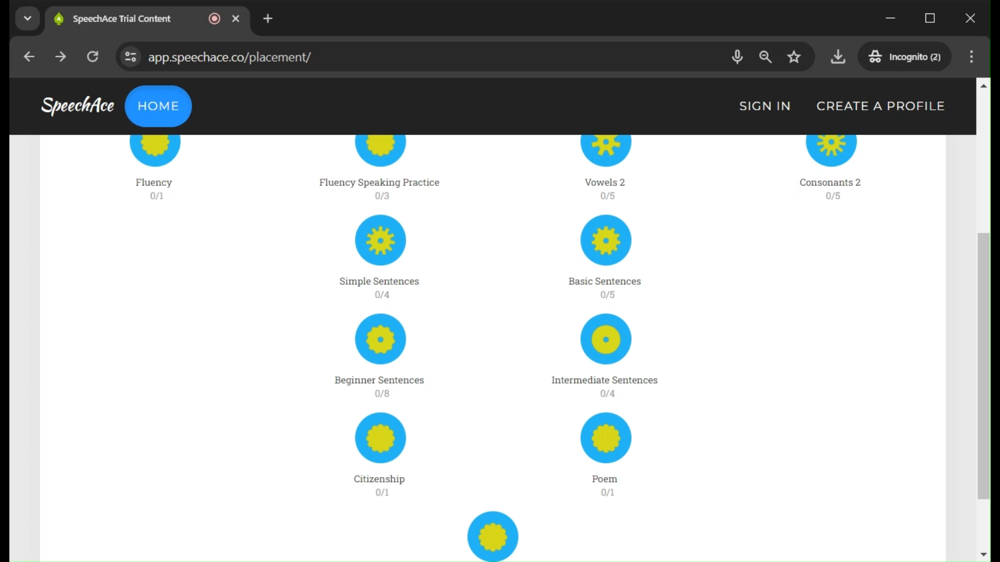 SpeechAce Trial Content
app.speechace.co/placement/
Incognito (2)
SpeechAce
HOME
SIGN IN
CREATE A PROFILE
Fluency
0/1
Fluency Speaking Practice
0/3
Vowels 2
0/5
Consonants 2
0/5
Simple Sentences
0/4
Basic Sentences
0/5
Beginner Sentences
0/8
Intermediate Sentences
0/4
Citizenship
0/1
Poem
0/1